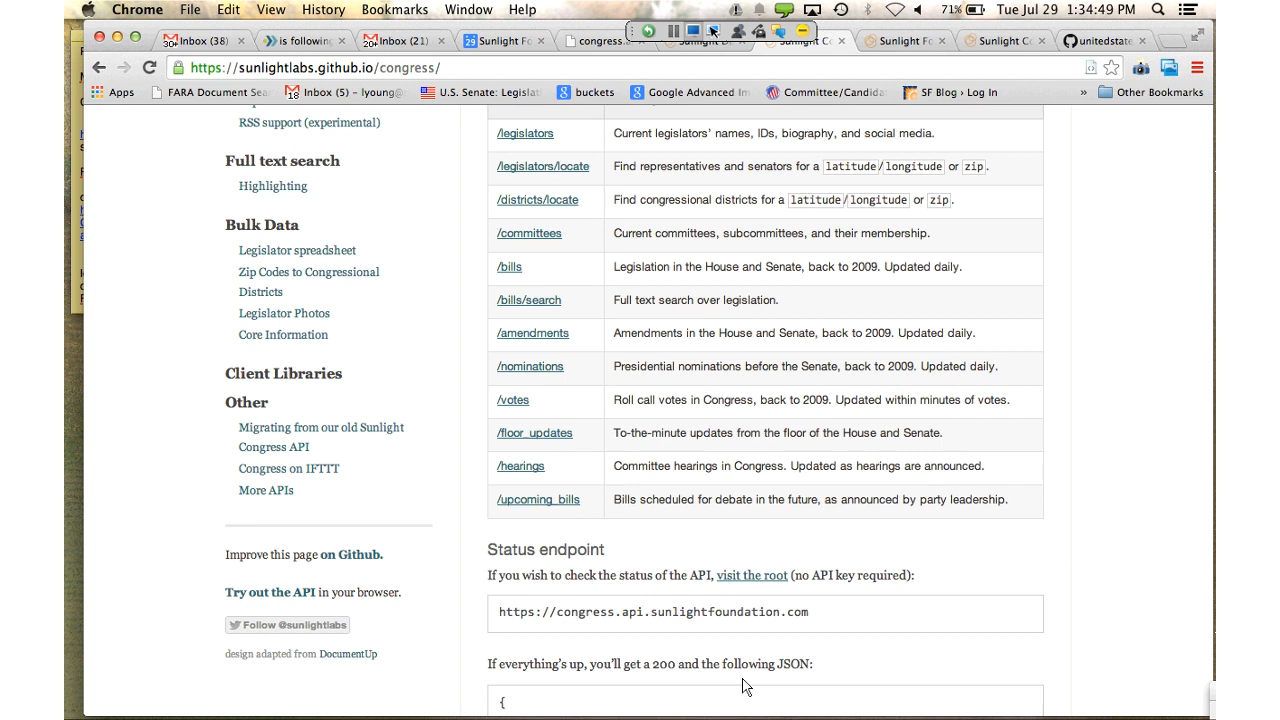 Chrome File Edit View History Bookmarks Window Help 71% Tue Jul 29 1:34:49 PM
Inbox (38) is following Inbox (21) Sunlight Fo congress. Sunlight Fo Sunlight Co unitedstate
https://sunlightlabs.github.io/congress/
Apps FARA Document Sea Inbox (5) – lyoung@ U.S. Senate: Legislat buckets Google Advanced Im Committee/Candida SF Blog › Log In » Other Bookmarks
RSS support (experimental)
Full text search
Highlighting
Bulk Data
Legislator spreadsheet
Zip Codes to Congressional
Districts
Legislator Photos
Core Information
Client Libraries
Other
Migrating from our old Sunlight
Congress API
Congress on IFTTT
More APIs
Improve this page on Github.
Try out the API in your browser.
Follow @sunlightlabs
design adapted from DocumentUp
/legislators Current legislators’ names, IDs, biography, and social media.
/legislators/locate Find representatives and senators for a latitude/longitude or zip.
/districts/locate Find congressional districts for a latitude/longitude or zip.
/committees Current committees, subcommittees, and their membership.
/bills Legislation in the House and Senate, back to 2009. Updated daily.
/bills/search Full text search over legislation.
/amendments Amendments in the House and Senate, back to 2009. Updated daily.
/nominations Presidential nominations before the Senate, back to 2009. Updated daily.
/votes Roll call votes in Congress, back to 2009. Updated within minutes of votes.
/floor_updates To-the-minute updates from the floor of the House and Senate.
/hearings Committee hearings in Congress. Updated as hearings are announced.
/upcoming_bills Bills scheduled for debate in the future, as announced by party leadership.
Status endpoint
If you wish to check the status of the API, visit the root (no API key required):
https://congress.api.sunlightfoundation.com
If everything’s up, you’ll get a 200 and the following JSON:
{